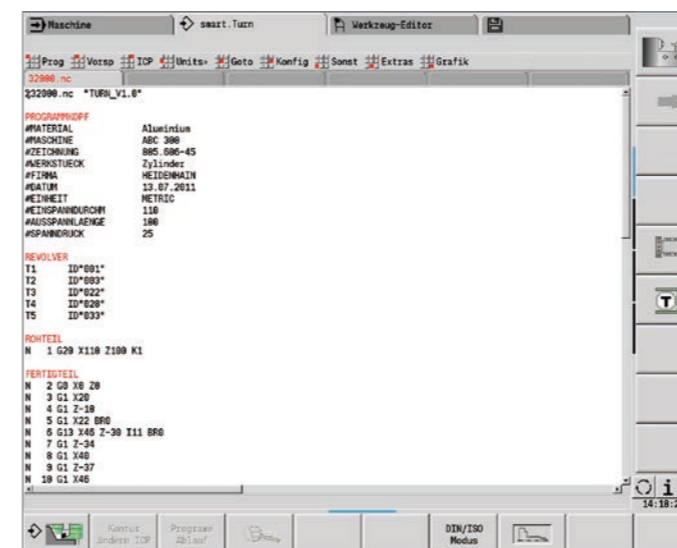 Maschine smart.Turn Werkzeug-Editor
Prog Vorsp ICP Units» Goto Konfig Sonst Extras Grafik
32000.nc
%32000.nc "TURN_V1.0"
PROGRAMMKOPF
#MATERIAL Aluminium
#MASCHINE ABC 300
#ZEICHNUNG 805.606-45
#WERKSTUECK Zylinder
#FIRMA HEIDENHAIN
#DATUM 13.07.2011
#EINHEIT METRIC
#EINSPANNDURCHM 110
#AUSSPANNLAENGE 100
#SPANNDRUCK 25
REVOLVER
T1 ID"001"
T2 ID"003"
T3 ID"022"
T4 ID"020"
T5 ID"033"
ROHTEIL
N 1 G20 X110 Z100 K1
FERTIGTEIL
N 2 G0 X0 Z0
N 3 G1 X20
N 4 G1 Z-10
N 5 G1 X22 BR0
N 6 G13 X46 Z-30 I11 BR0
N 7 G1 Z-34
N 8 G1 X40
N 9 G1 Z-37
N 10 G1 X46
T
i
14:18:2
Kontur ändern ICP
Programm Ablauf
DIN/ISO Modus